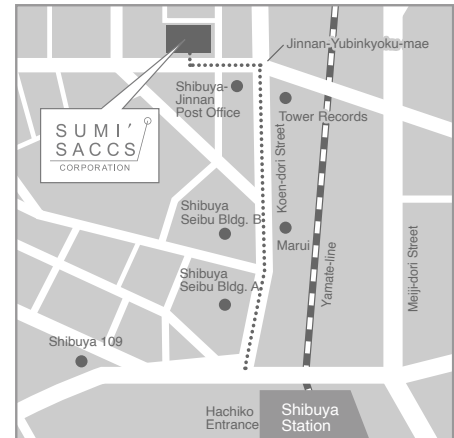 Jinnan-Yubinkyoku-mae
Shibuya-
Jinnan
Post Office
Tower Records
SUMI'
SACCS
CORPORATION
Koen-dori Street
Shibuya
Seibu Bldg. B
Marui
Yamate-line
Meiji-dori Street
Shibuya
Seibu Bldg. A
Shibuya 109
Hachiko
Entrance
Shibuya
Station